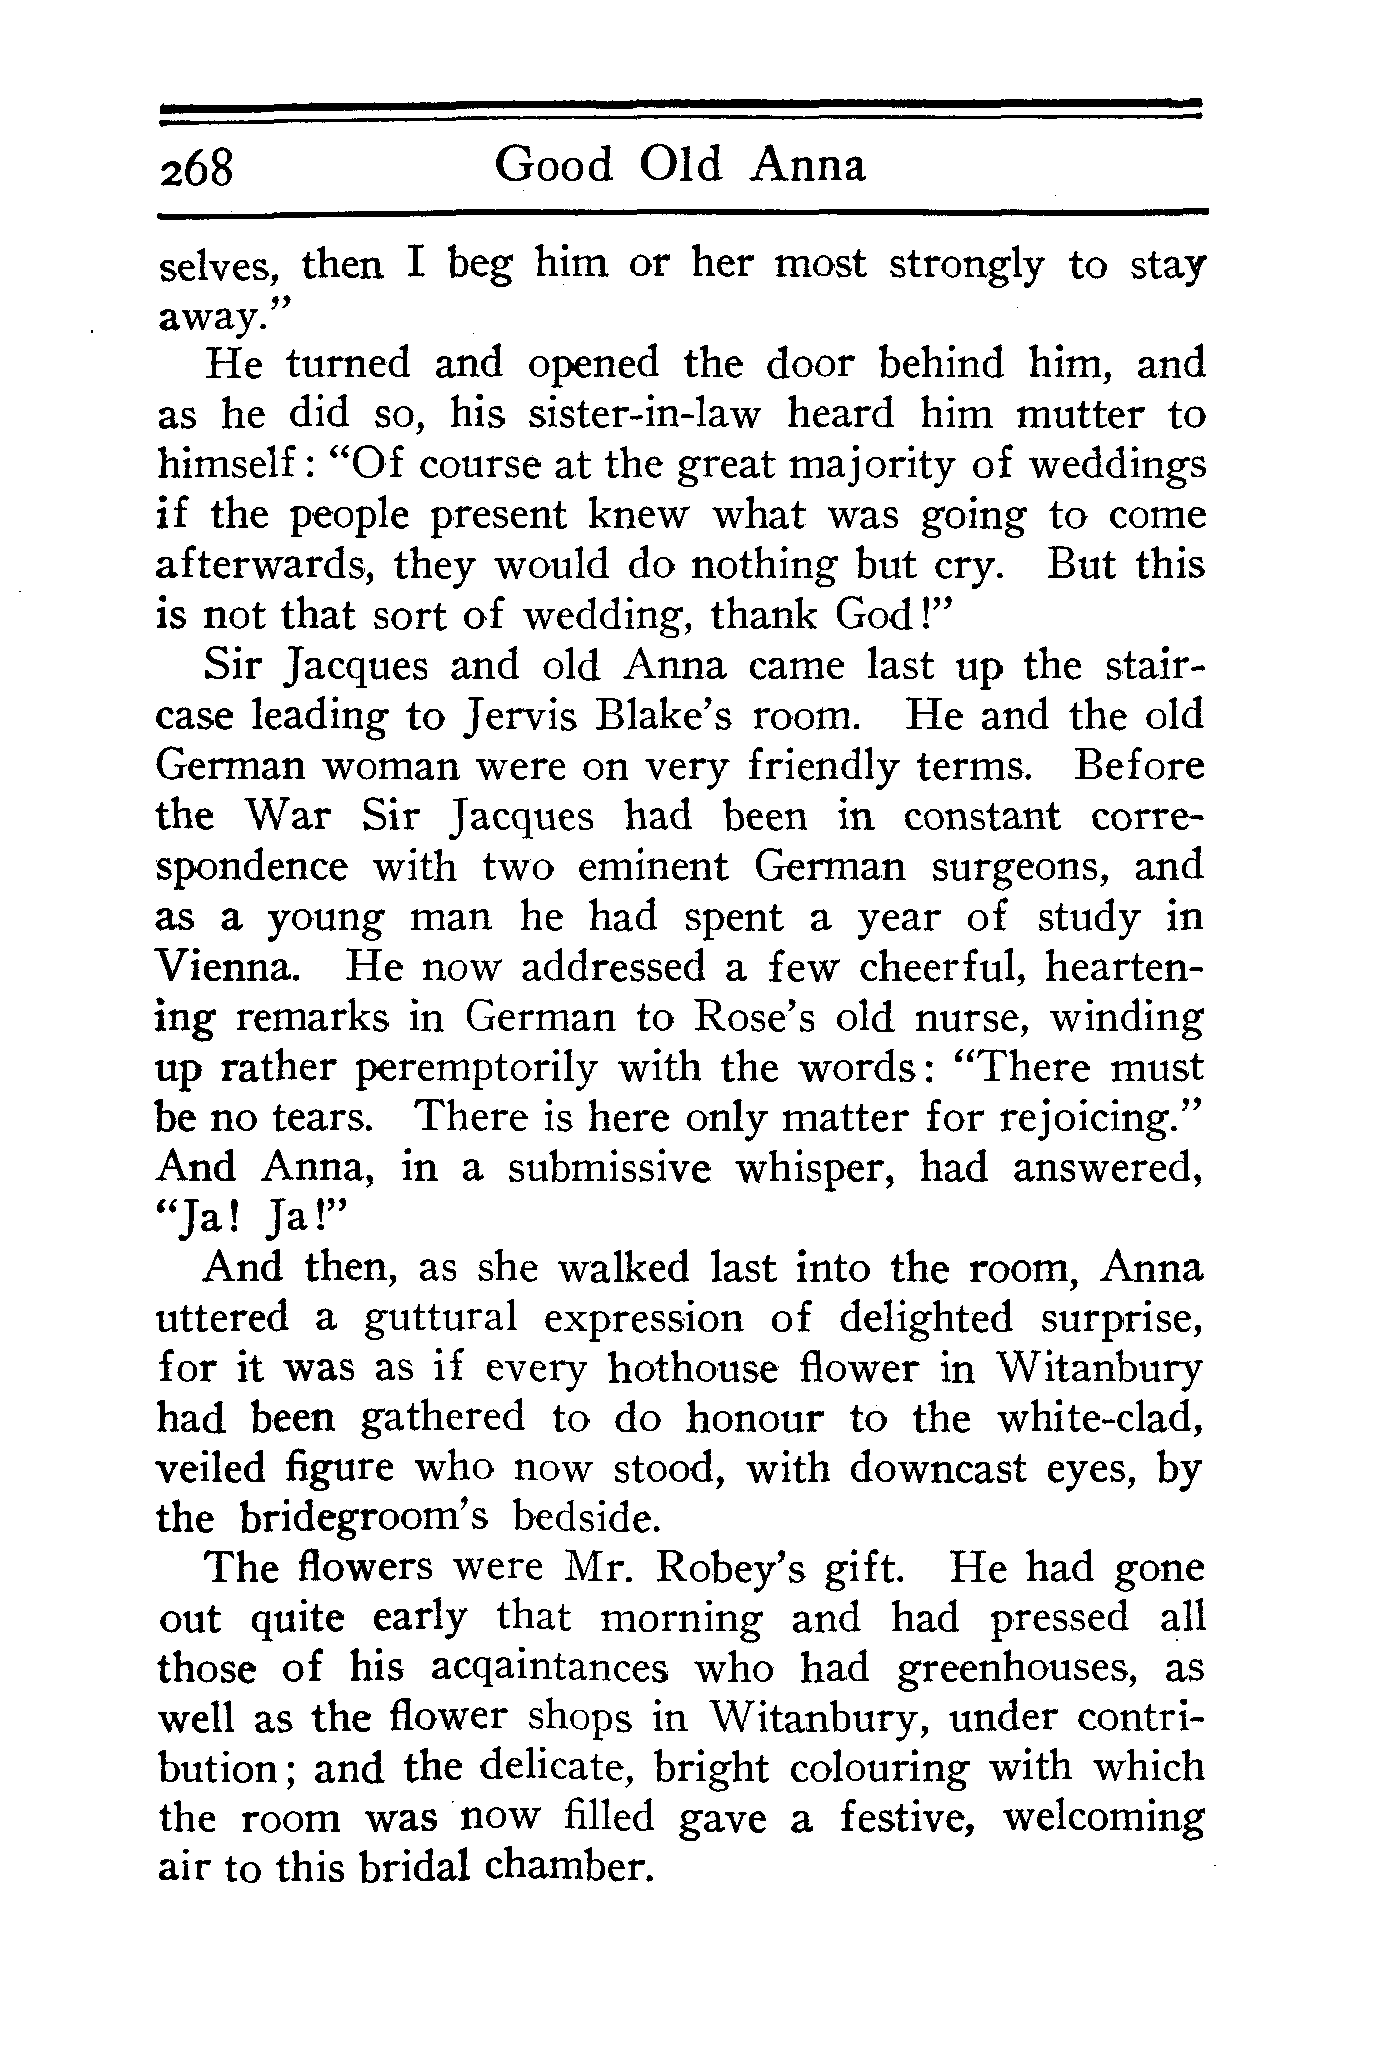 268 Good Old Anna
selves, then I beg him or her most strongly to stay
away."
He turned and opened the door behind him, and
as he did so, his sister-in-law heard him mutter to
himself: "Of course at the great majority of weddings
if the people present knew what was going to come
afterwards, they would do nothing but cry. But this
is not that sort of wedding, thank God!"
Sir Jacques and old Anna came last up the stair-
case leading to Jervis Blake's room. He and the old
German woman were on very friendly terms. Before
the War Sir Jacques had been in constant corre-
spondence with two eminent German surgeons, and
as a young man he had spent a year of study in
Vienna. He now addressed a few cheerful, hearten-
ing remarks in German to Rose's old nurse, winding
up rather peremptorily with the words: "There must
be no tears. There is here only matter for rejoicing."
And Anna, in a submissive whisper, had answered,
"Ja! Ja!"
And then, as she walked last into the room, Anna
uttered a guttural expression of delighted surprise,
for it was as if every hothouse flower in Witanbury
had been gathered to do honour to the white-clad,
veiled figure who now stood, with downcast eyes, by
the bridegroom's bedside.
The flowers were Mr. Robey's gift. He had gone
out quite early that morning and had pressed all
those of his acqaintances who had greenhouses, as
well as the flower shops in Witanbury, under contri-
bution; and the delicate, bright colouring with which
the room was now filled gave a festive, welcoming
air to this bridal chamber.